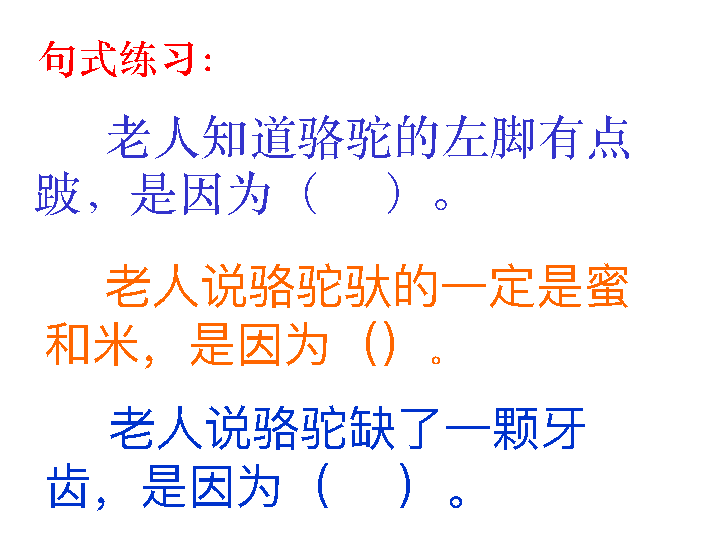 句式练习：
老人知道骆驼的左脚有点
跛，是因为（ ）。
老人说骆驼驮的一定是蜜
和米，是因为（）。
老人说骆驼缺了一颗牙
齿，是因为（ ）。